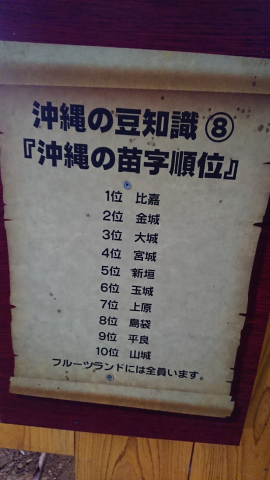 沖縄の豆知識⑧
『沖縄の苗字順位』
1位 比嘉
2位 金城
3位 大城
4位 宮城
5位 新垣
6位 玉城
7位 上原
8位 島袋
9位 平良
10位 山城
フルーツランドには全員います。